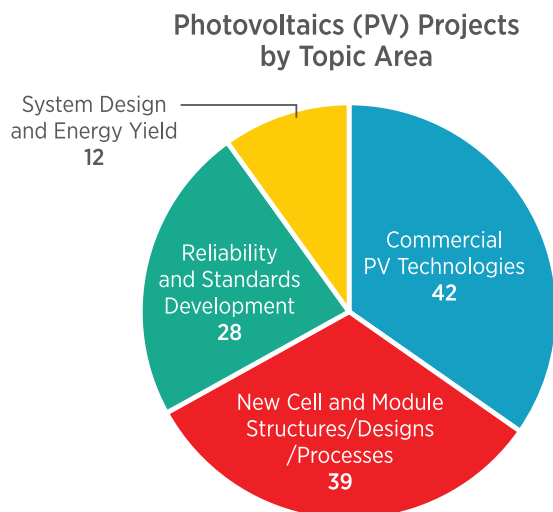 Photovoltaics (PV) Projects
by Topic Area
System Design
and Energy Yield
12
Commercial
PV Technologies
42
Reliability
and Standards
Development
28
New Cell and Module
Structures/Designs
/Processes
39